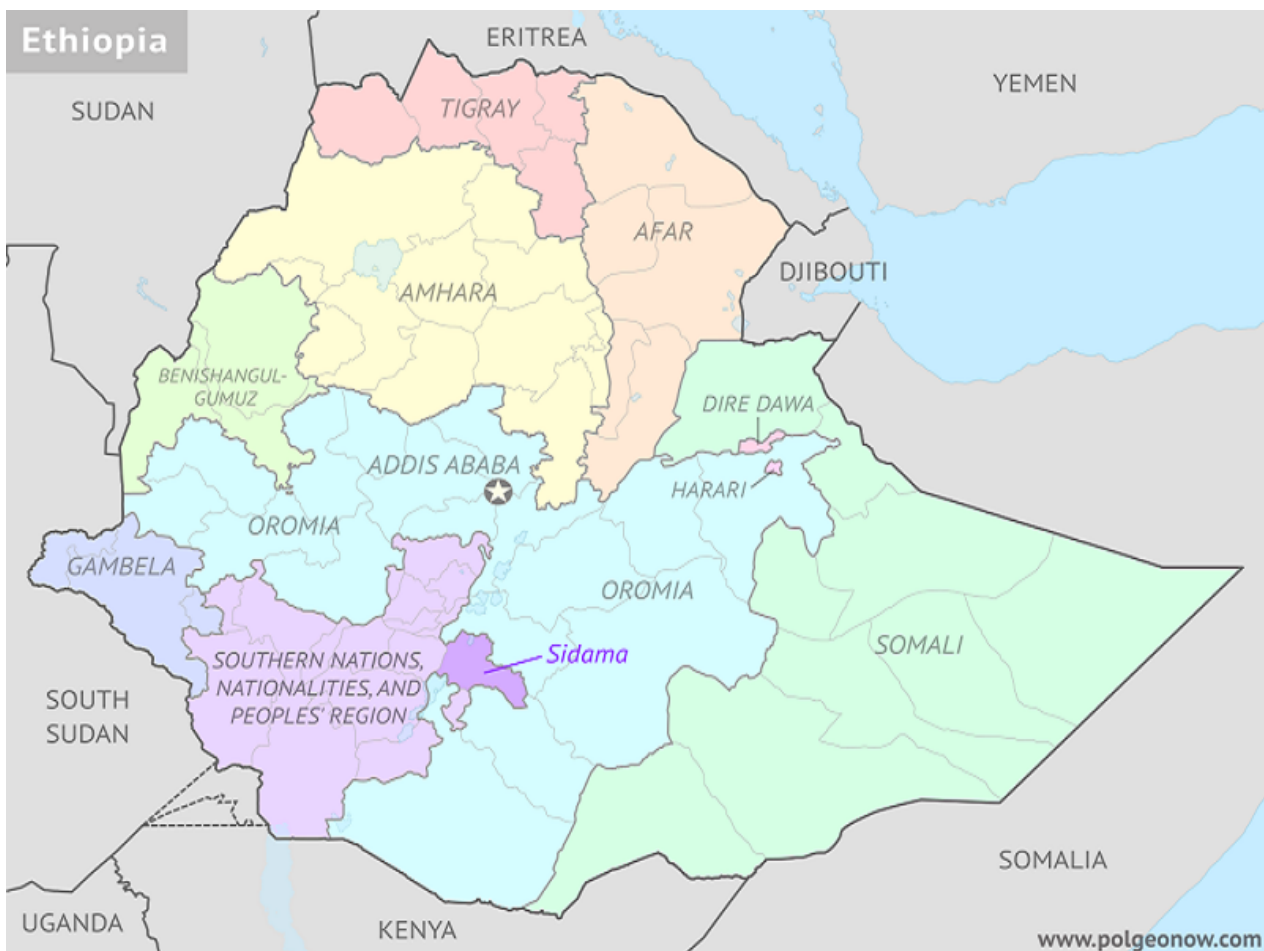 Ethiopia
ERITREA
YEMEN
SUDAN
TIGRAY
AFAR
DJIBOUTI
AMHARA
BENISHANGUL-
GUMUZ
DIRE DAWA
ADDIS ABABA
HARARI
OROMIA
GAMBELA
OROMIA
SOMALI
Sidama
SOUTHERN NATIONS,
NATIONALITIES, AND
PEOPLES' REGION
SOUTH
SUDAN
SOMALIA
UGANDA
KENYA
www.polgeonow.com